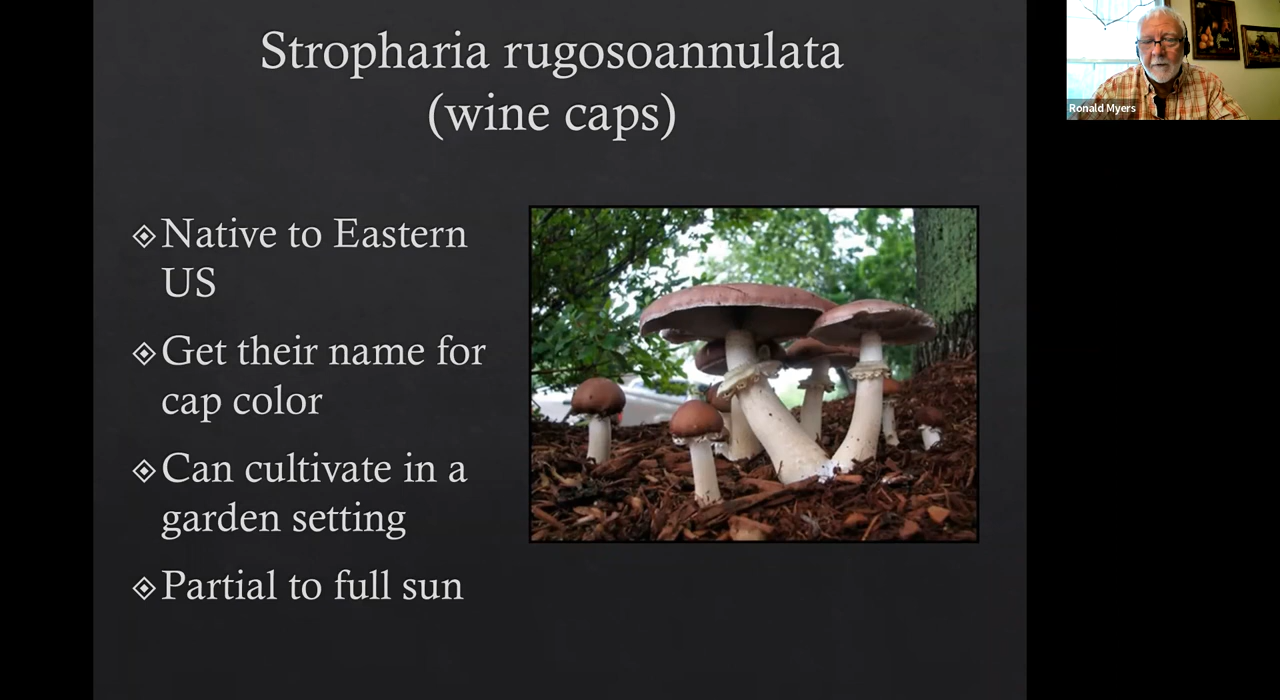 Stropharia rugosoannulata
(wine caps)
Native to Eastern
US
Get their name for
cap color
Can cultivate in a
garden setting
Partial to full sun
Ronald Myers